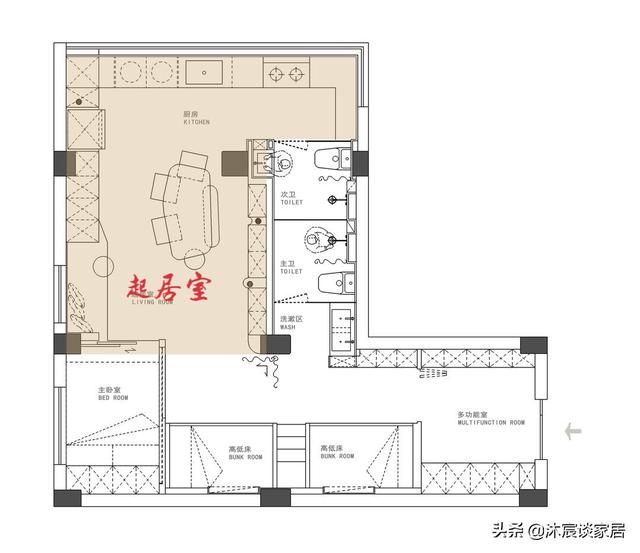 厨房
KITCHEN
次卫
TOILET
主卫
TOILET
起居室
LIVING ROOM
洗漱区
WASH
主卧室
BED ROOM
多功能室
MULTIFUNCTION ROOM
高低床
BUNK ROOM
高低床
BUNK ROOM
头条 @沐宸谈家居